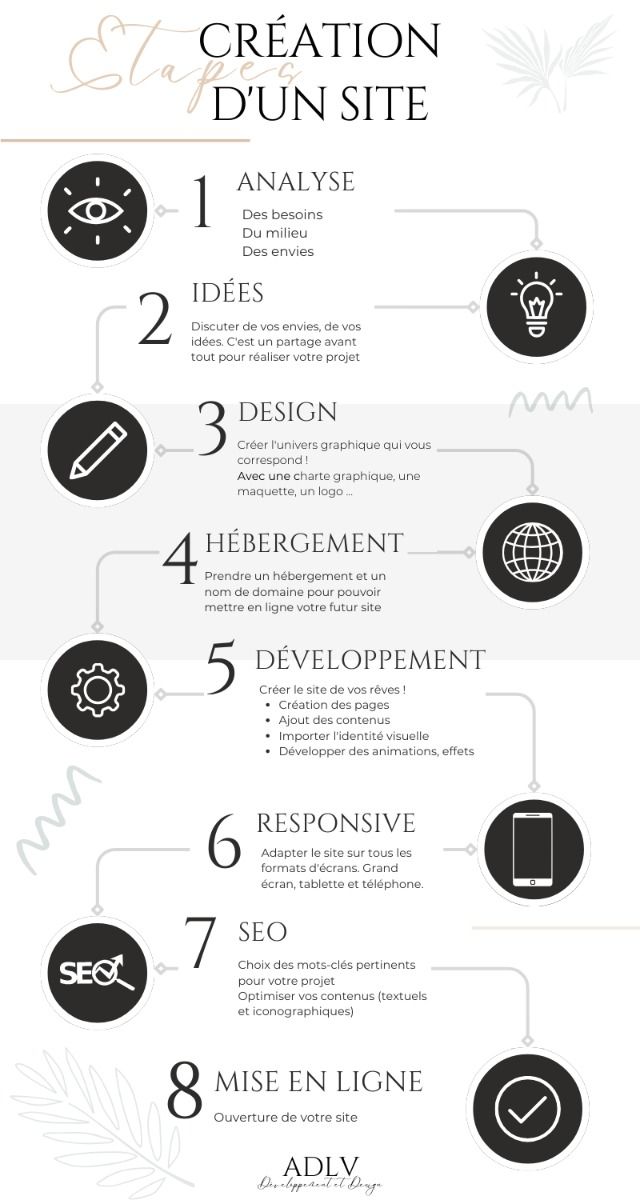 Etapes
CRÉATION
D'UN SITE
1 ANALYSE
Des besoins
Du milieu
Des envies
2 IDÉES
Discuter de vos envies, de vos
idées. C'est un partage avant
tout pour réaliser votre projet
3 DESIGN
Créer l'univers graphique qui vous
correspond !
Avec une charte graphique, une
maquette, un logo ...
4 HÉBERGEMENT
Prendre un hébergement et un
nom de domaine pour pouvoir
mettre en ligne votre futur site
5 DÉVELOPPEMENT
Créer le site de vos rêves !
• Création des pages
• Ajout des contenus
• Importer l'identité visuelle
• Développer des animations, effets
6 RESPONSIVE
Adapter le site sur tous les
formats d'écrans. Grand
écran, tablette et téléphone.
7 SEO
SEO
Choix des mots-clés pertinents
pour votre projet
Optimiser vos contenus (textuels
et iconographiques)
8 MISE EN LIGNE
Ouverture de votre site
ADLV
Développement et Design